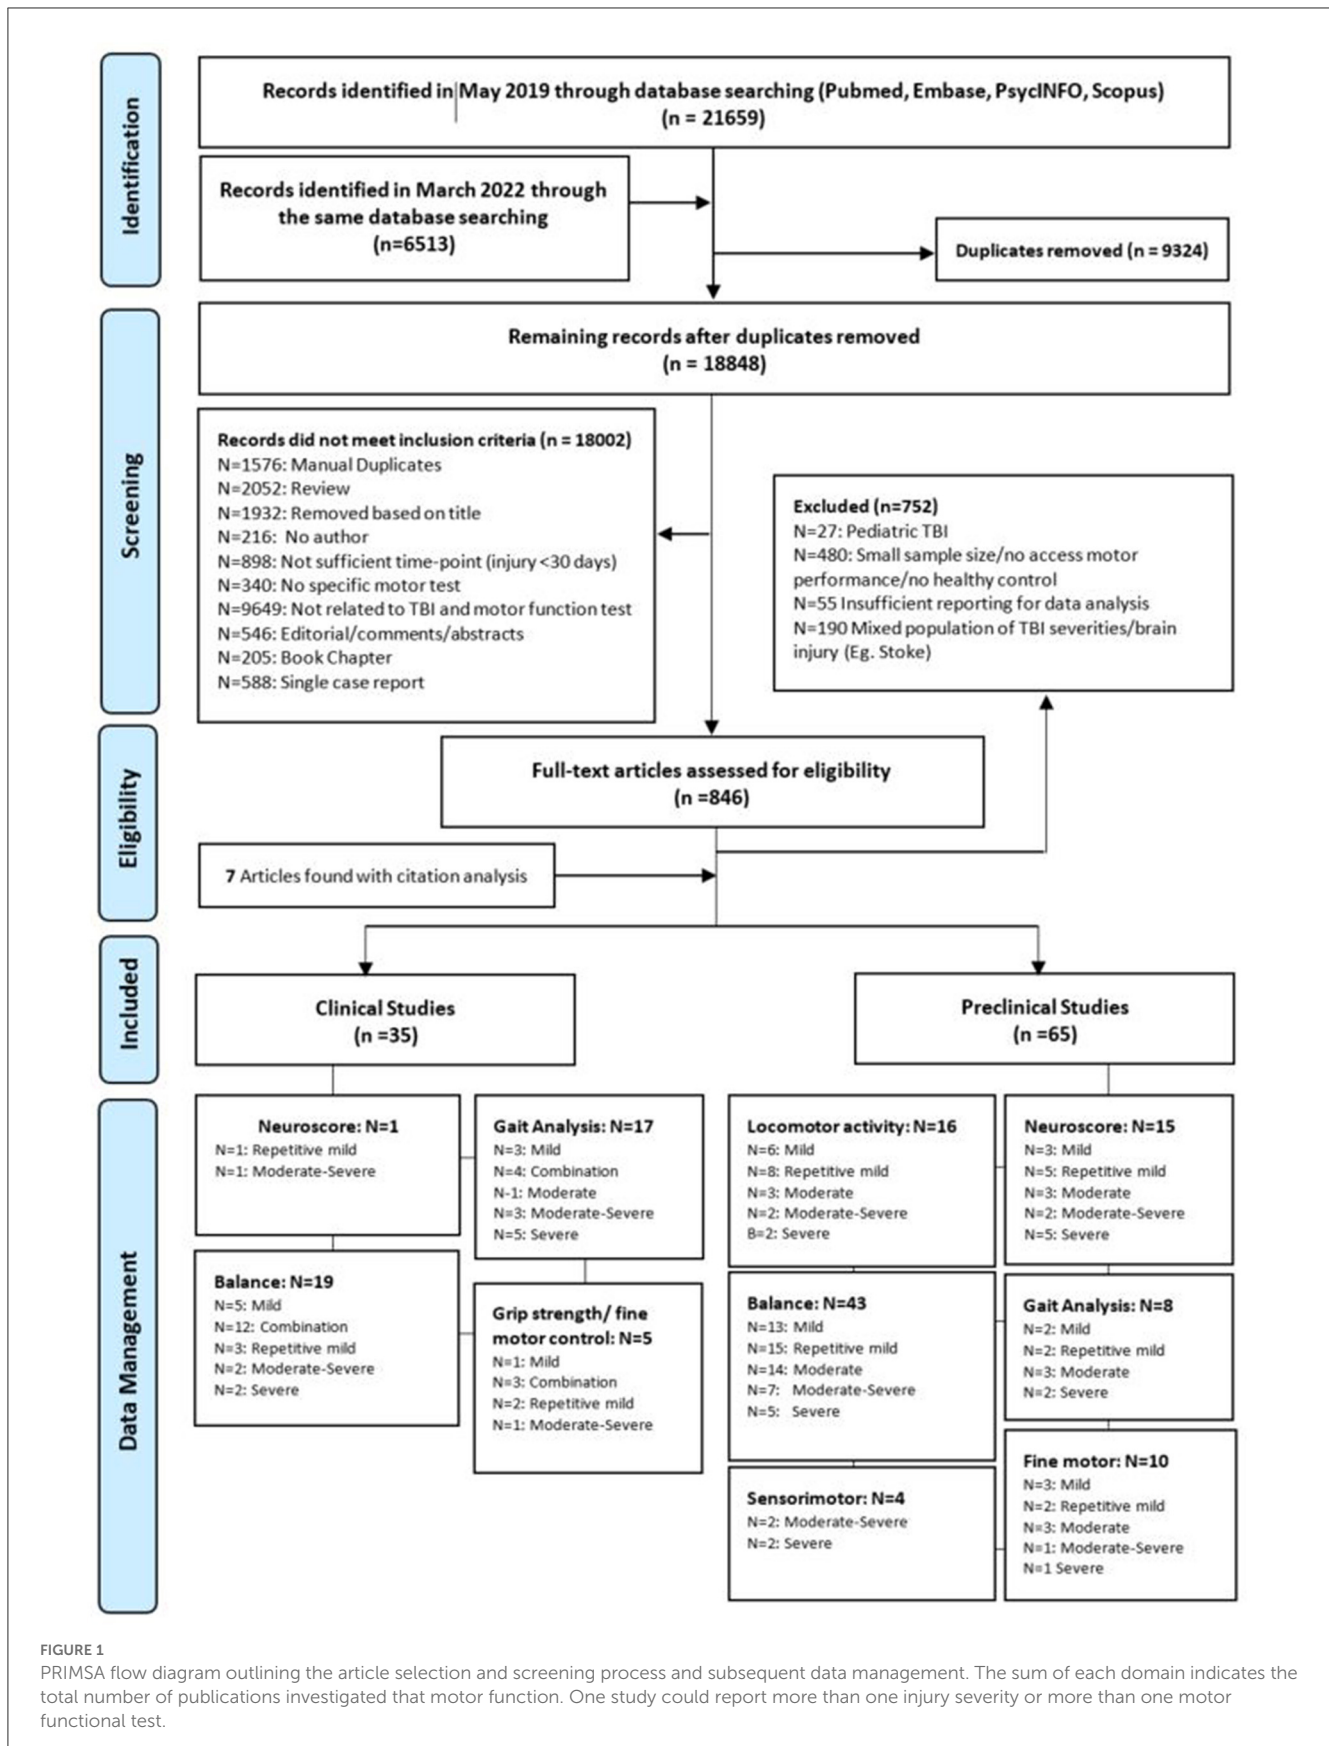 Identification
Records identified in May 2019 through database searching (Pubmed, Embase, PsycINFO, Scopus)
(n = 21659)
Records identified in March 2022 through
the same database searching
(n=6513)
Duplicates removed (n = 9324)
Screening
Remaining records after duplicates removed
(n = 18848)
Records did not meet inclusion criteria (n = 18002)
N=1576: Manual Duplicates
N=2052: Review
N=1932: Removed based on title
N=216: No author
N=898: Not sufficient time-point (injury <30 days)
N=340: No specific motor test
N=9649: Not related to TBI and motor function test
N=546: Editorial/comments/abstracts
N=205: Book Chapter
N=588: Single case report
Excluded (n=752)
N=27: Pediatric TBI
N=480: Small sample size/no access motor
performance/no healthy control
N=55 Insufficient reporting for data analysis
N=190 Mixed population of TBI severities/brain
injury (Eg. Stoke)
Eligibility
Full-text articles assessed for eligibility
(n =846)
7 Articles found with citation analysis
Included
Clinical Studies
(n =35)
Preclinical Studies
(n =65)
Data Management
Neuroscore: N=1
N=1: Repetitive mild
N=1: Moderate-Severe
Gait Analysis: N=17
N=3: Mild
N=4: Combination
N-1: Moderate
N=3: Moderate-Severe
N=5: Severe
Balance: N=19
N=5: Mild
N=12: Combination
N=3: Repetitive mild
N=2: Moderate-Severe
N=2: Severe
Grip strength/ fine
motor control: N=5
N=1: Mild
N=3: Combination
N=2: Repetitive mild
N=1: Moderate-Severe
Locomotor activity: N=16
N=6: Mild
N=8: Repetitive mild
N=3: Moderate
N=2: Moderate-Severe
B=2: Severe
Neuroscore: N=15
N=3: Mild
N=5: Repetitive mild
N=3: Moderate
N=2: Moderate-Severe
N=5: Severe
Balance: N=43
N=13: Mild
N=15: Repetitive mild
N=14: Moderate
N=7: Moderate-Severe
N=5: Severe
Gait Analysis: N=8
N=2: Mild
N=2: Repetitive mild
N=3: Moderate
N=2: Severe
Sensorimotor: N=4
N=2: Moderate-Severe
N=2: Severe
Fine motor: N=10
N=3: Mild
N=2: Repetitive mild
N=3: Moderate
N=1: Moderate-Severe
N=1 Severe
FIGURE 1
PRIMSA flow diagram outlining the article selection and screening process and subsequent data management. The sum of each domain indicates the
total number of publications investigated that motor function. One study could report more than one injury severity or more than one motor
functional test.